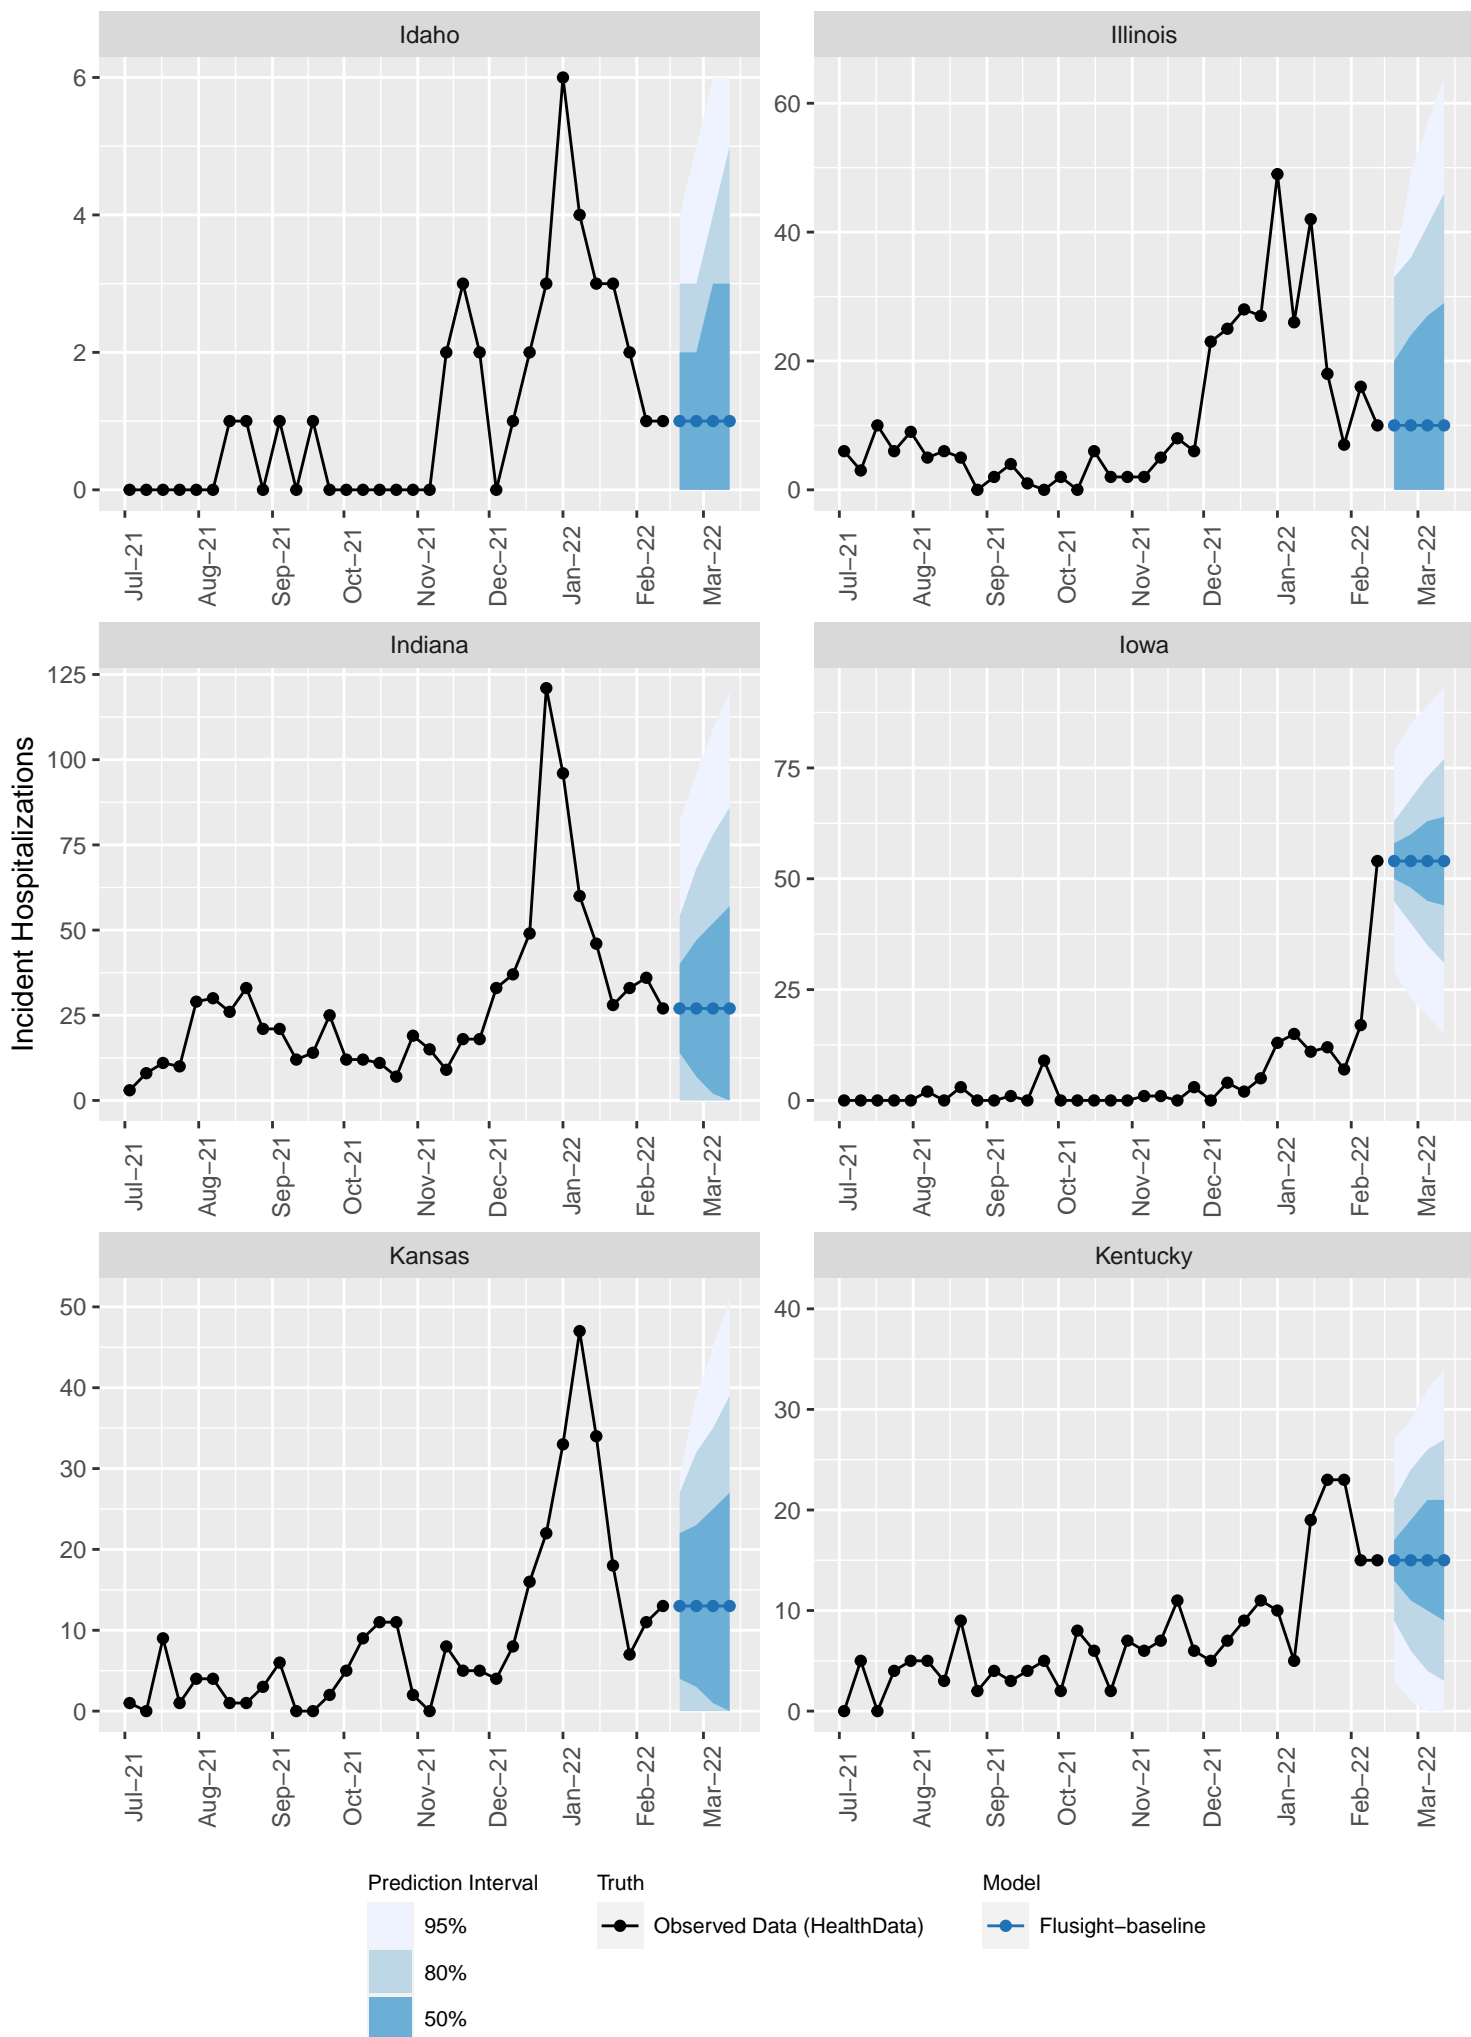 Idaho
Illinois
6
4
2
0
60
40
20
0
Jul−21
Aug−21
Sep−21
Oct−21
Nov−21
Dec−21
Jan−22
Feb−22
Mar−22
Jul−21
Aug−21
Sep−21
Oct−21
Nov−21
Dec−21
Jan−22
Feb−22
Mar−22
Incident Hospitalizations
Indiana
Iowa
125
100
75
50
25
0
75
50
25
0
Jul−21
Aug−21
Sep−21
Oct−21
Nov−21
Dec−21
Jan−22
Feb−22
Mar−22
Jul−21
Aug−21
Sep−21
Oct−21
Nov−21
Dec−21
Jan−22
Feb−22
Mar−22
Kansas
Kentucky
50
40
30
20
10
0
40
30
20
10
0
Jul−21
Aug−21
Sep−21
Oct−21
Nov−21
Dec−21
Jan−22
Feb−22
Mar−22
Jul−21
Aug−21
Sep−21
Oct−21
Nov−21
Dec−21
Jan−22
Feb−22
Mar−22
Prediction Interval
95%
80%
50%
Truth
Observed Data (HealthData)
Model
Flusight−baseline